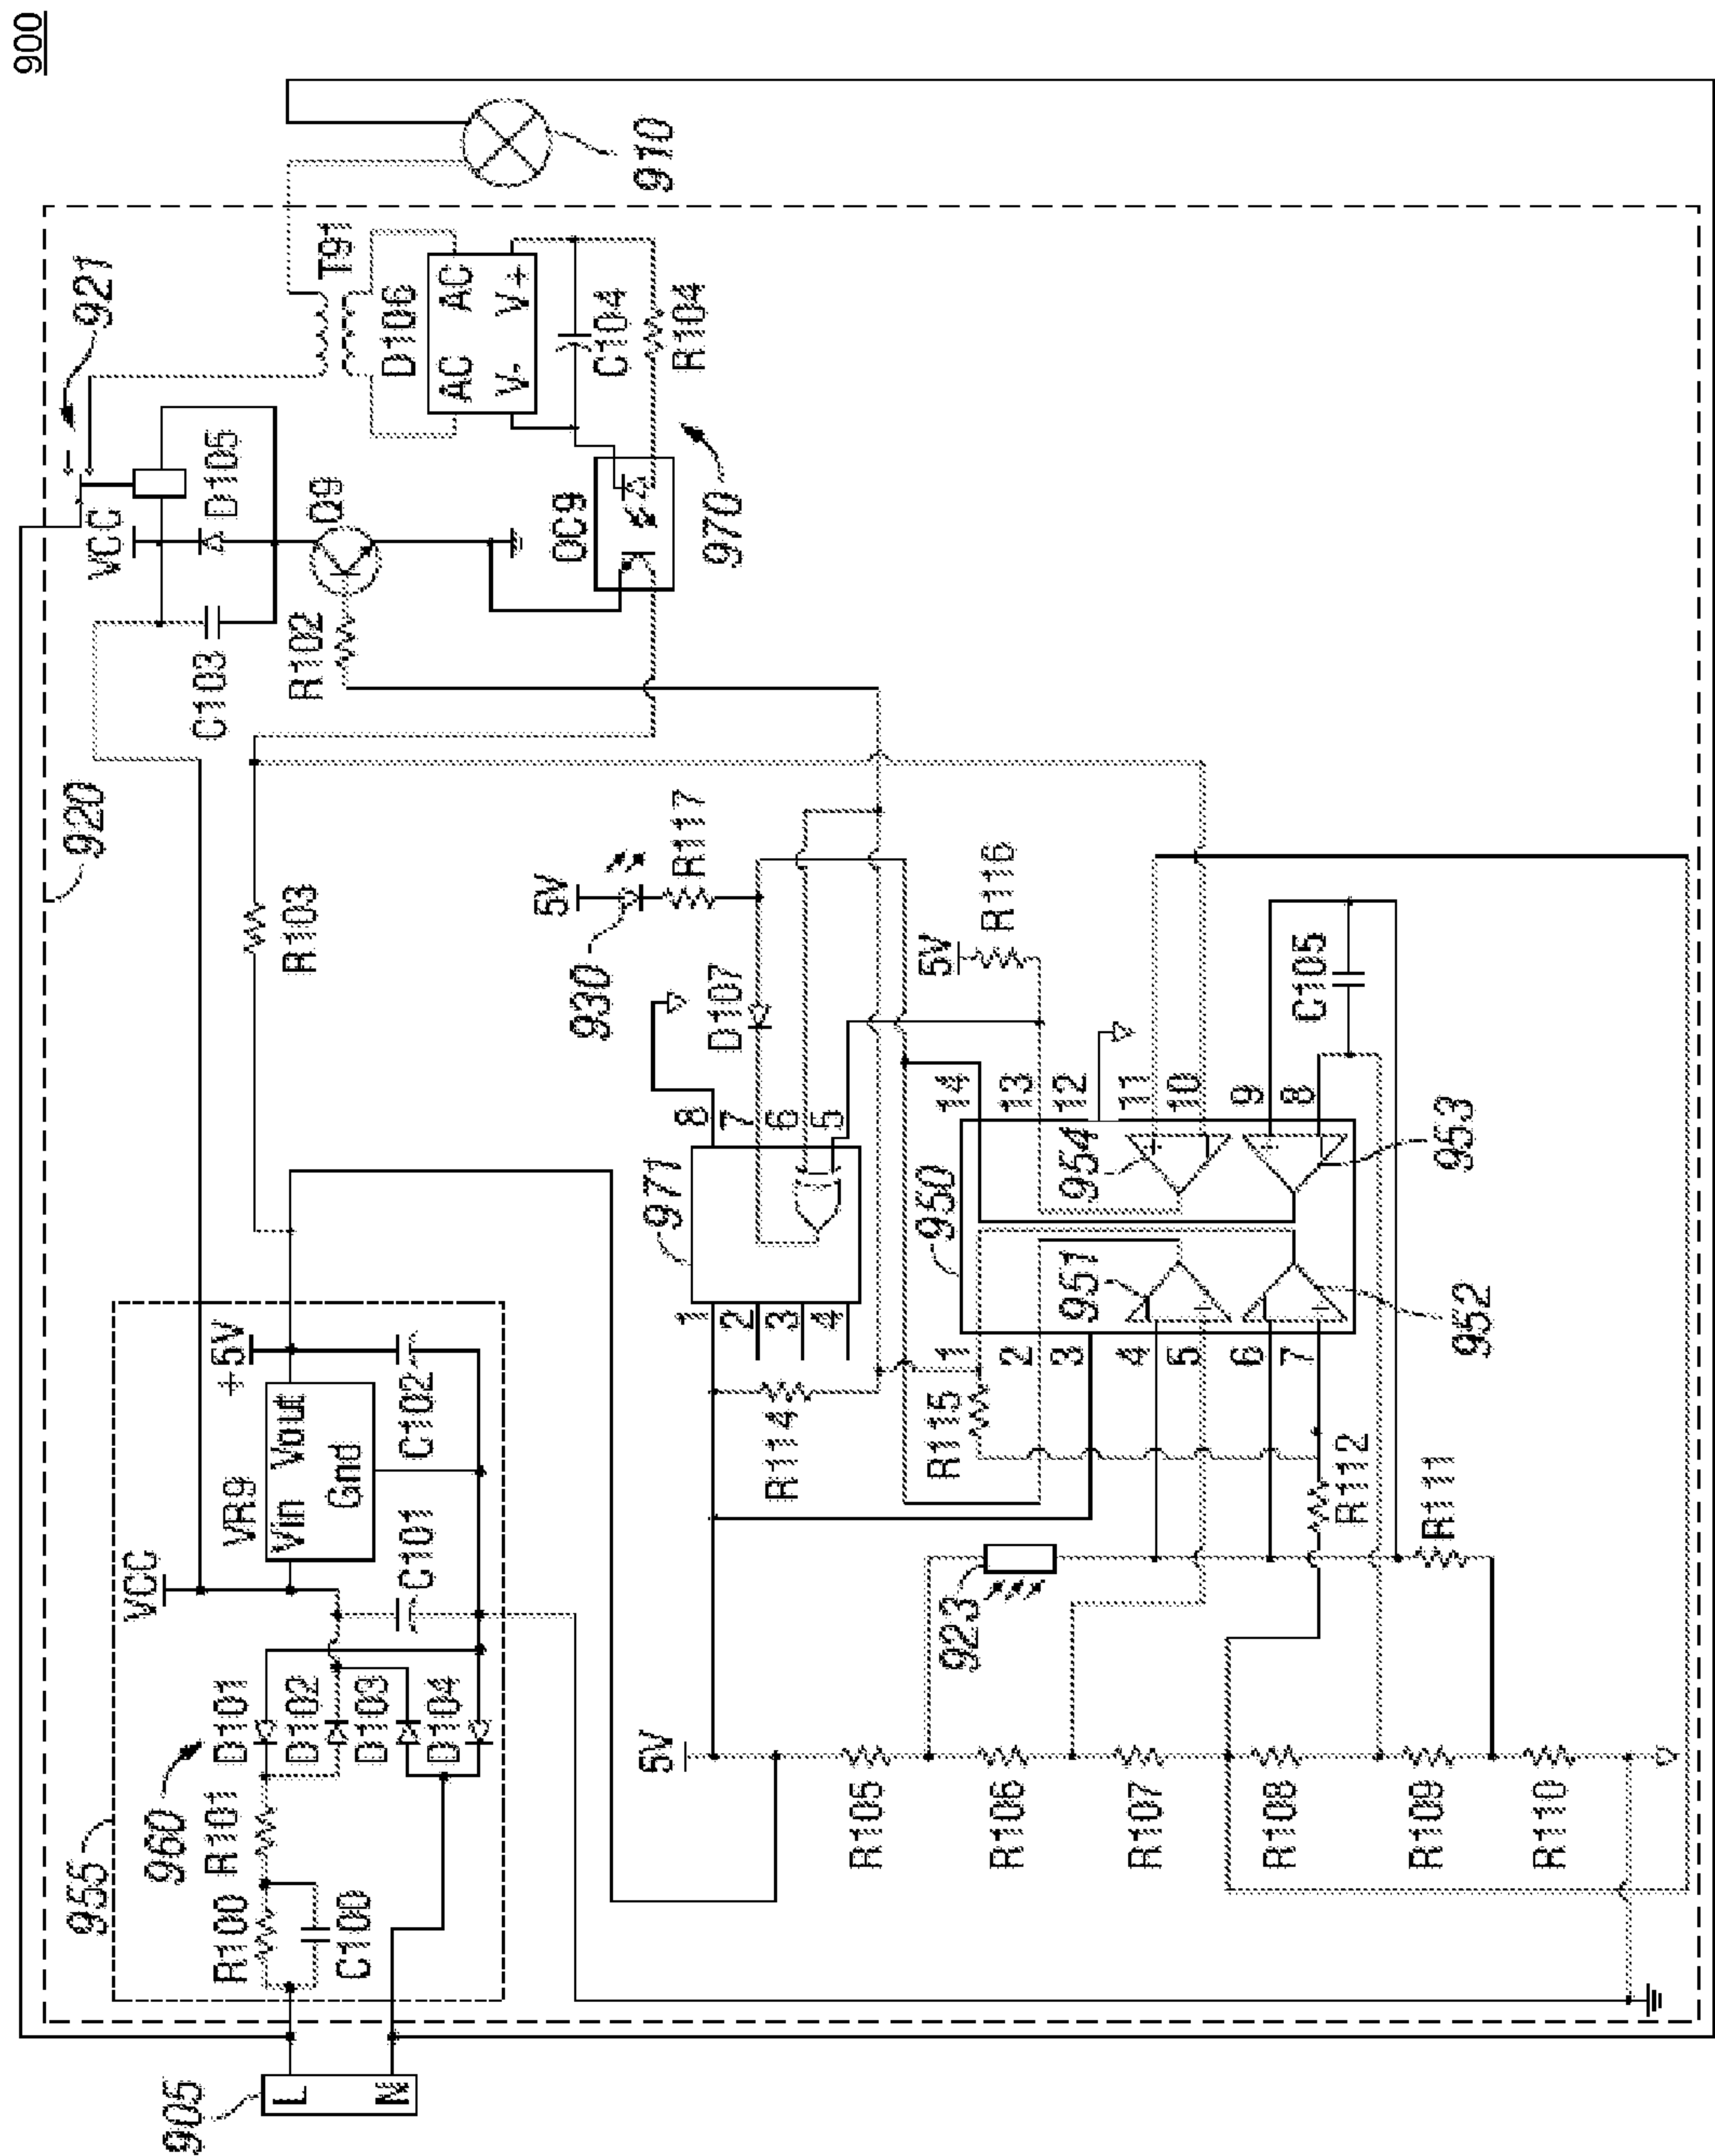 900
905
L
N
955
960
R100
C100
R101
D101
D102
D103
D104
VCC
C101
VR9
Vin Vout
Gnd
+5V
C102
920
R103
C103
R102
VCC
D105
921
Q9
OC9
970
T91
D106
AC AC
V- V+
C104
R104
910
5V
930
R117
D107
971
1
2
3
4
5
6
7
8
R114
5V
R116
R115
950
1
2
3
4
5
6
7
8
9
10
11
12
13
14
951
952
953
954
C105
R112
R111
923
5V
R105
R106
R107
R108
R109
R110